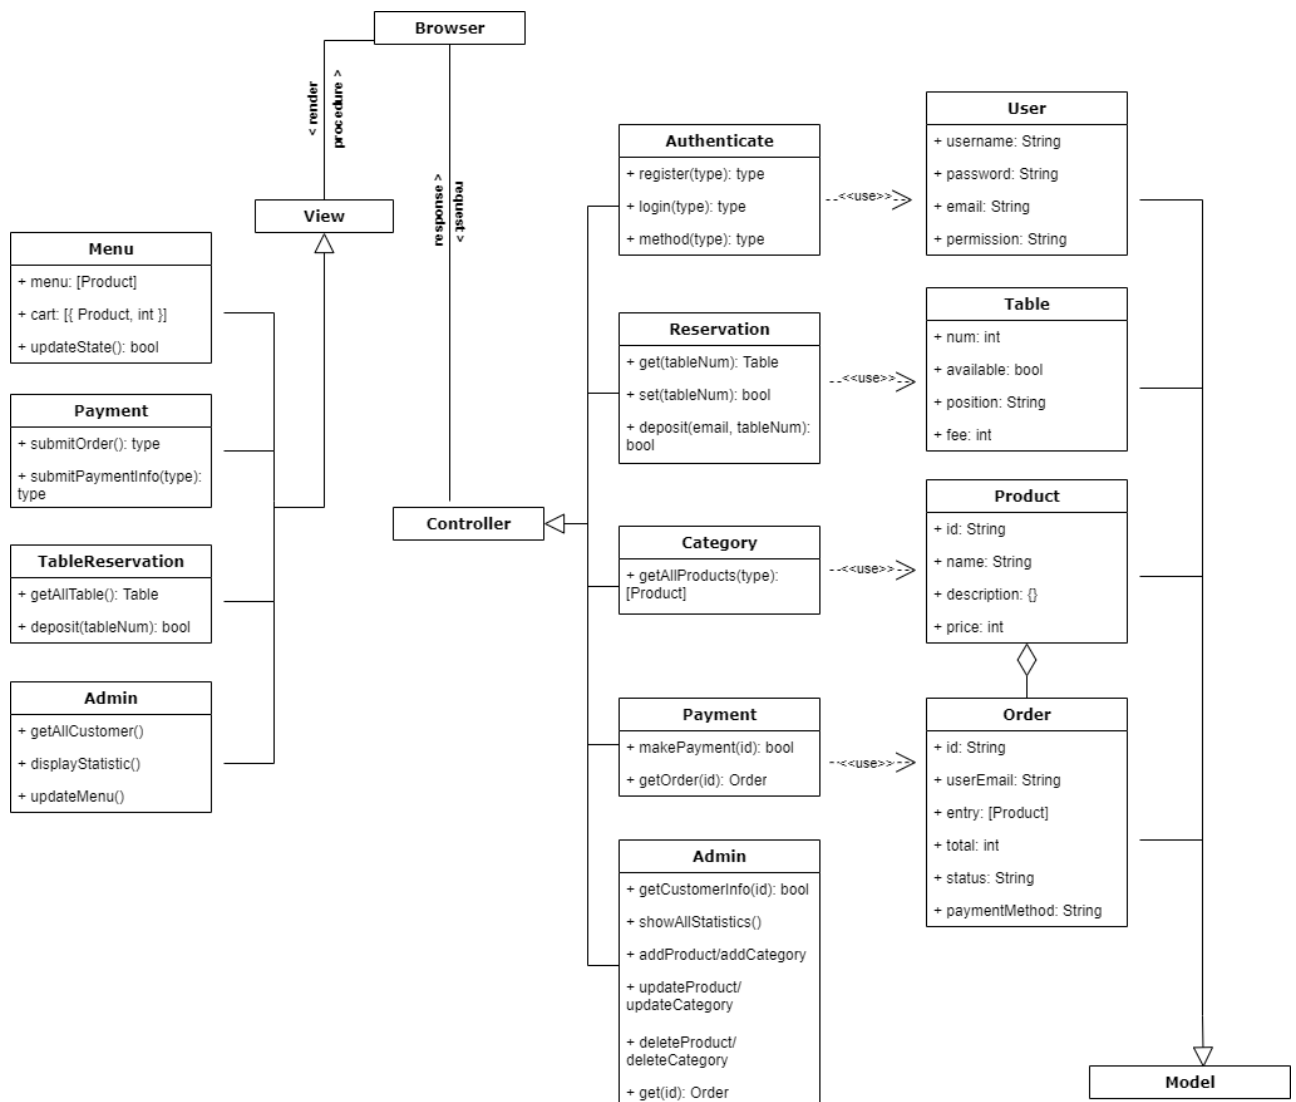 Browser
< render
procedure >
response >
request>
View
Menu
+ menu: [Product]
+ cart: [{ Product, int }]
+ updateState(): bool
Payment
+ submitOrder(): type
+ submitPaymentInfo(type):
type
TableReservation
+ getAllTable(): Table
+ deposit(tableNum): bool
Admin
+ getAllCustomer()
+ displayStatistic()
+ updateMenu()
Controller
Authenticate
+ register(type): type
+ login(type): type
+ method(type): type
<<use>>
Reservation
+ get(tableNum): Table
+ set(tableNum): bool
+ deposit(email, tableNum):
bool
<<use>>
Category
+ getAllProducts(type):
[Product]
<<use>>
Payment
+ makePayment(id): bool
+ getOrder(id): Order
<<use>>
Admin
+ getCustomerInfo(id): bool
+ showAllStatistics()
+ addProduct/addCategory
+ updateProduct/
updateCategory
+ deleteProduct/
deleteCategory
+ get(id): Order
User
+ username: String
+ password: String
+ email: String
+ permission: String
Table
+ num: int
+ available: bool
+ position: String
+ fee: int
Product
+ id: String
+ name: String
+ description: {}
+ price: int
Order
+ id: String
+ userEmail: String
+ entry: [Product]
+ total: int
+ status: String
+ paymentMethod: String
Model